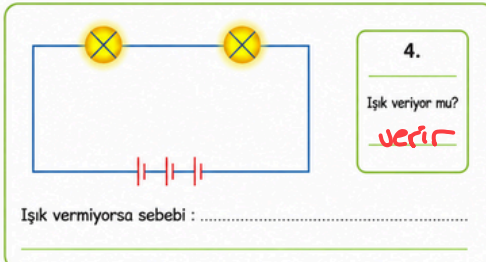 4.
Işık veriyor mu?
verir
Işık vermiyorsa sebebi : ......................................................................